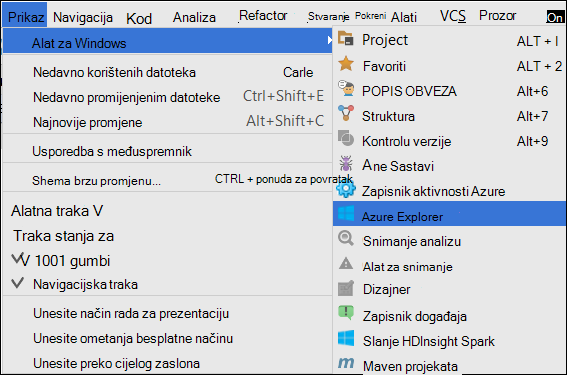 Prikaz Navigacija Kod Analiza Refactor Stvaranje Pokreni Alati VCS Prozor On
Alat za Windows
Nedavno korištenih datoteka Carle
Nedavno promijenjenim datoteke Ctrl+Shift+E
Najnovije promjene Alt+Shift+C
Usporedba s međuspremnik
Shema brzu promjenu... CTRL + ponuda za povratak
Alatna traka V
Traka stanja za
V 1001 gumbi
Navigacijska traka
Unesite način rada za prezentaciju
Unesite ometanja besplatne načinu
Unesite preko cijelog zaslona
Project ALT + I
Favoriti ALT + 2
POPIS OBVEZA Alt+6
Struktura Alt+7
Kontrolu verzije Alt+9
Ane Sastavi
Zapisnik aktivnosti Azure
Azure Explorer
Snimanje analizu
Alat za snimanje
Dizajner
Zapisnik događaja
Slanje HDInsight Spark
Maven projekata